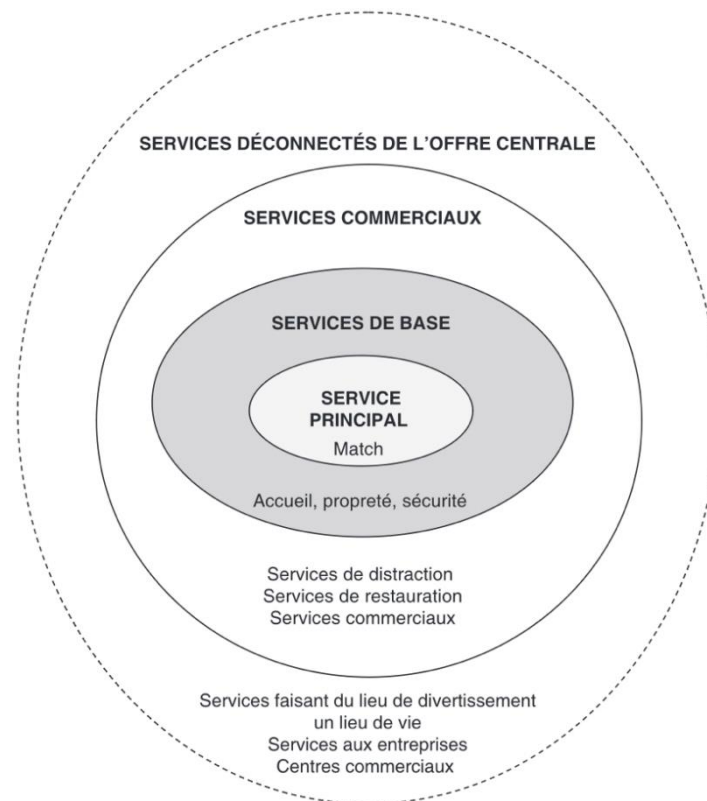 SERVICES DÉCONNECTÉS DE L'OFFRE CENTRALE
SERVICES COMMERCIAUX
SERVICES DE BASE
SERVICE
PRINCIPAL
Match
Accueil, propreté, sécurité
Services de distraction
Services de restauration
Services commerciaux
Services faisant du lieu de divertissement
un lieu de vie
Services aux entreprises
Centres commerciaux